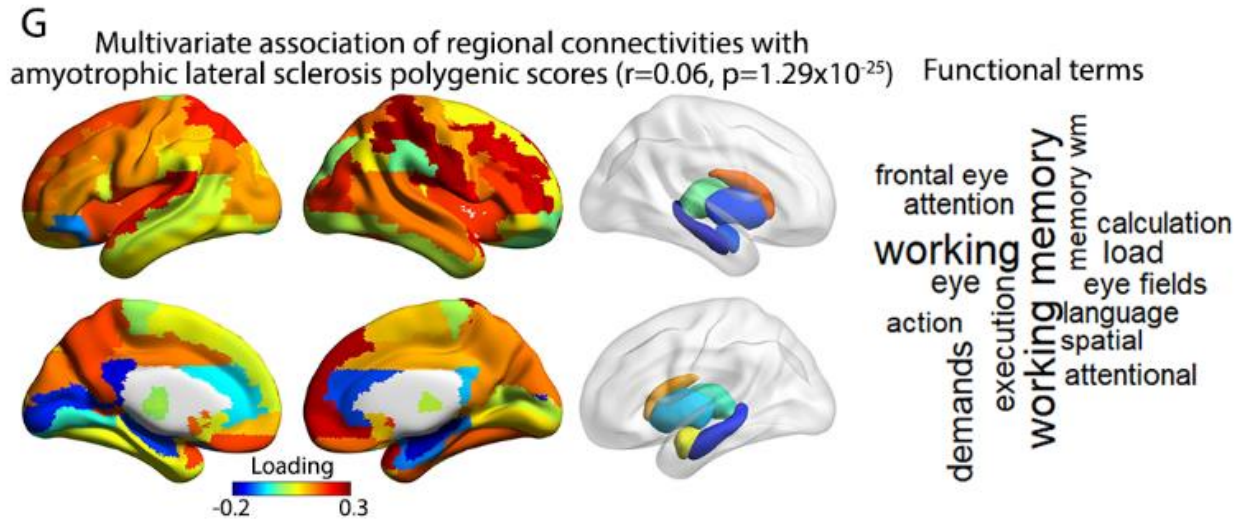 G
Multivariate association of regional connectivities with
amyotrophic lateral sclerosis polygenic scores (r=0.06, p=1.29x10⁻²⁵)
Functional terms
frontal eye
attention
working
eye
action
demands
execution
working memory
memory wm
calculation
load
eye fields
language
spatial
attentional
Loading
-0.2 0.3